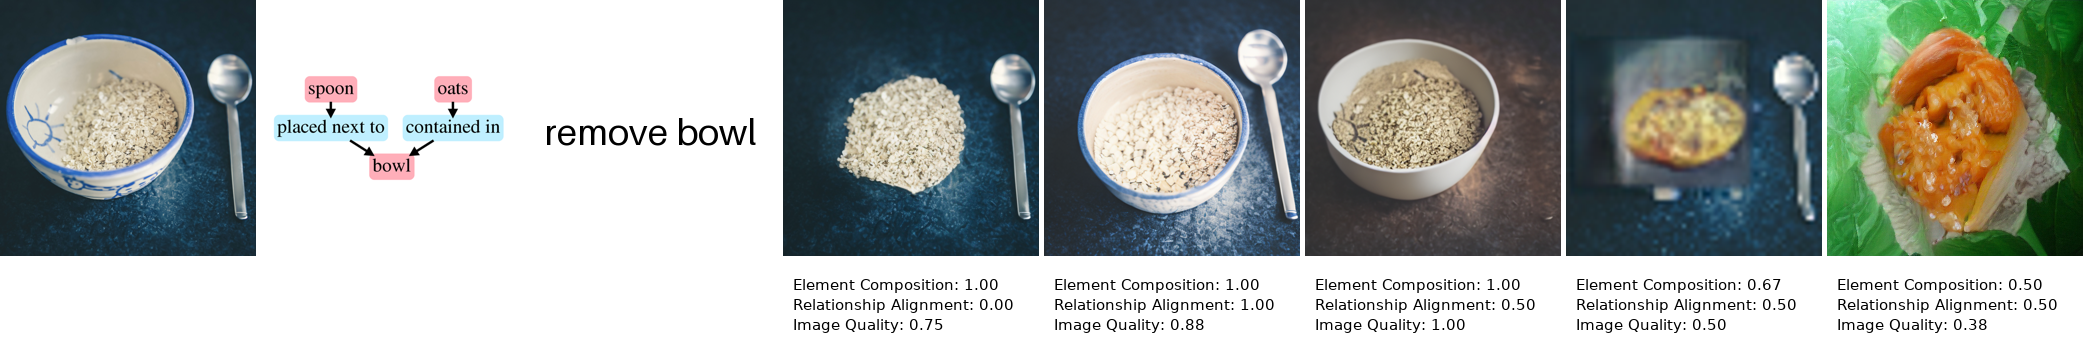 spoon
oats
placed next to
contained in
bowl
remove bowl
Element Composition: 1.00
Relationship Alignment: 0.00
Image Quality: 0.75
Element Composition: 1.00
Relationship Alignment: 1.00
Image Quality: 0.88
Element Composition: 1.00
Relationship Alignment: 0.50
Image Quality: 1.00
Element Composition: 0.67
Relationship Alignment: 0.50
Image Quality: 0.50
Element Composition: 0.50
Relationship Alignment: 0.50
Image Quality: 0.38